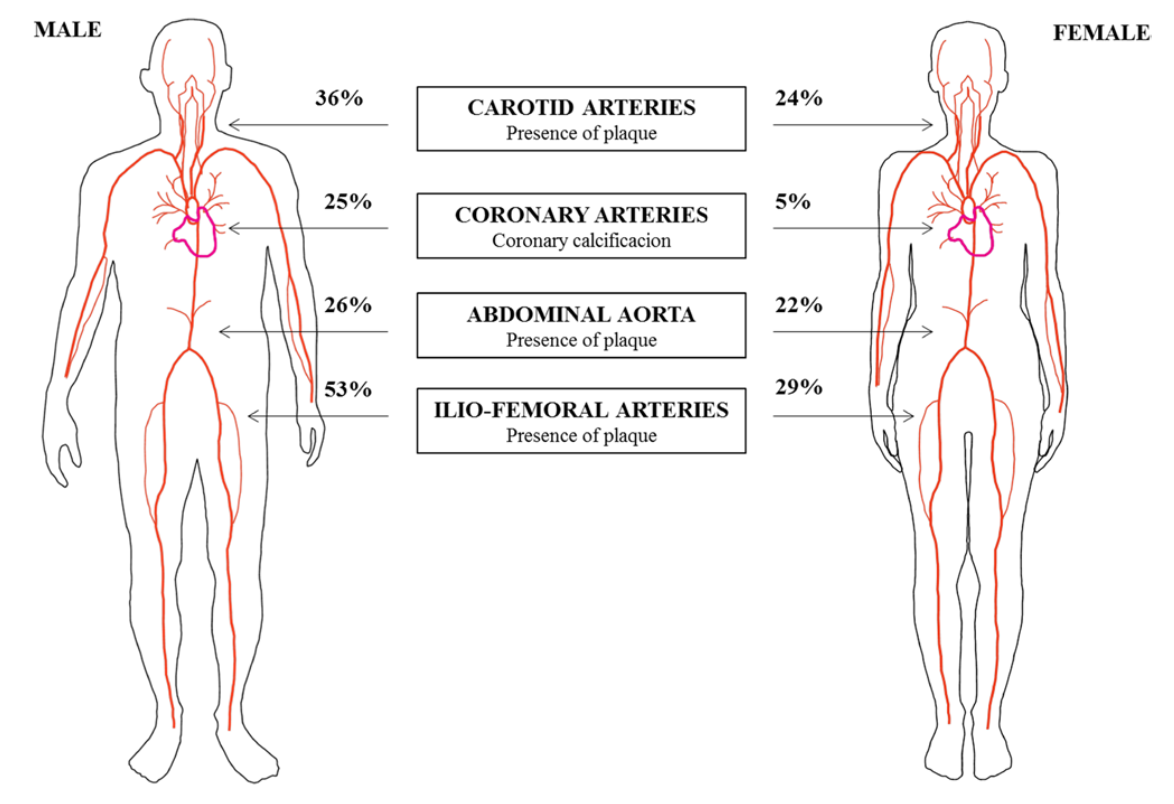 MALE
FEMALE
36%
CAROTID ARTERIES
Presence of plaque
24%
25%
CORONARY ARTERIES
Coronary calcificacion
5%
26%
ABDOMINAL AORTA
Presence of plaque
22%
53%
ILIO-FEMORAL ARTERIES
Presence of plaque
29%